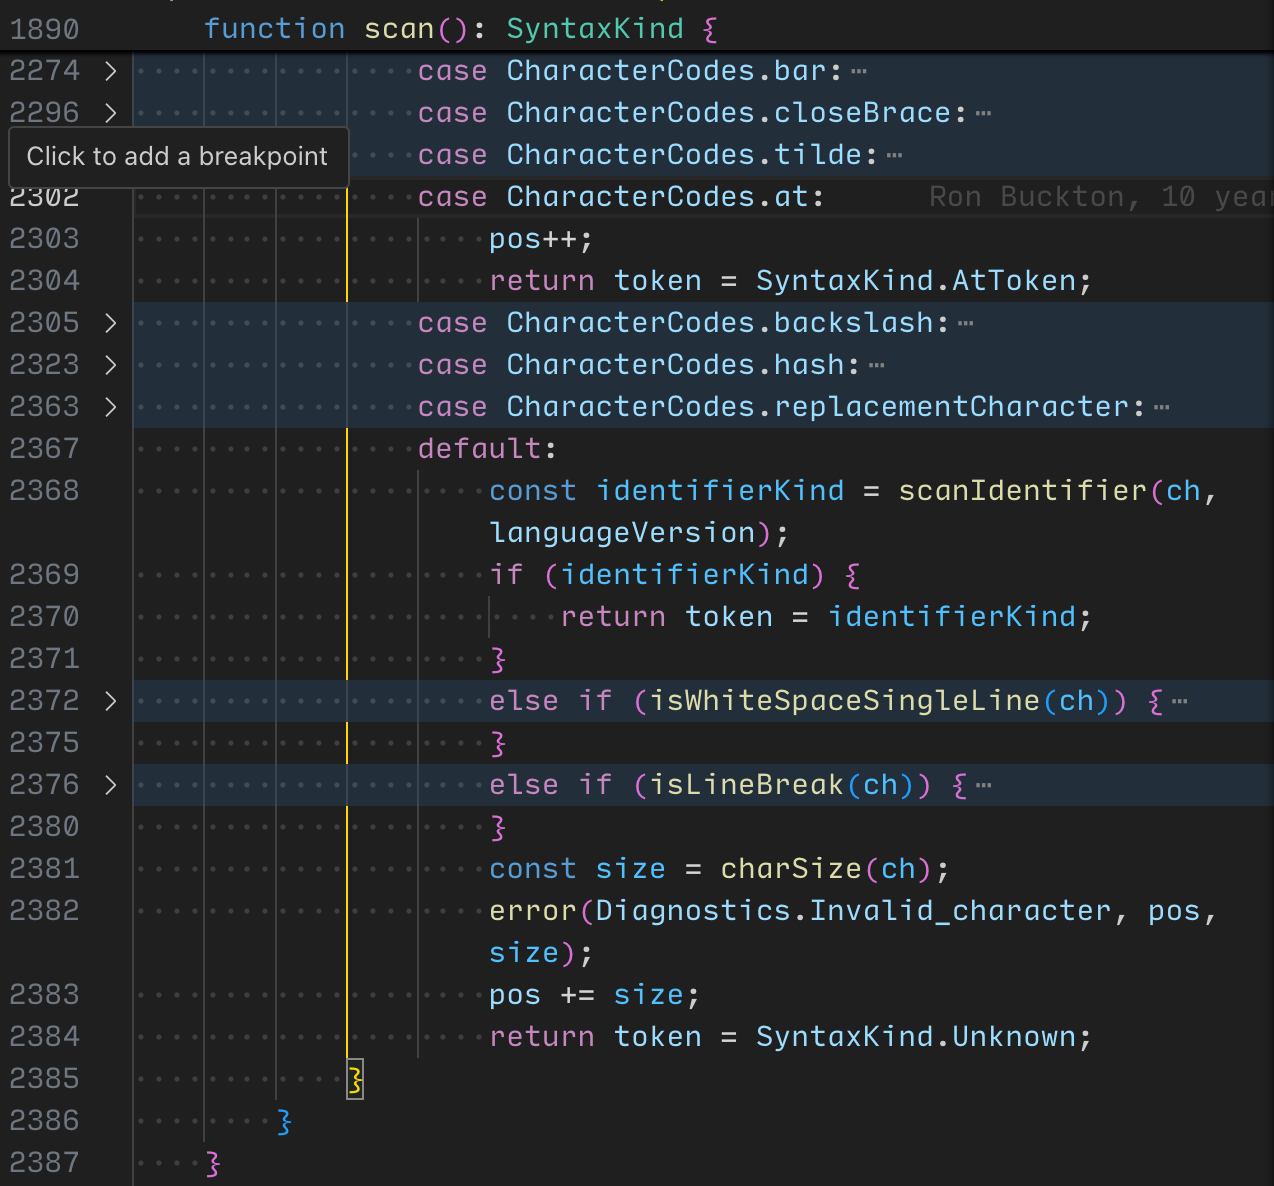 1890 function scan(): SyntaxKind {
2274 > case CharacterCodes.bar:⋯
2296 > case CharacterCodes.closeBrace:⋯
Click to add a breakpoint case CharacterCodes.tilde:⋯
2302 case CharacterCodes.at: Ron Buckton, 10 year
2303 pos++;
2304 return token = SyntaxKind.AtToken;
2305 > case CharacterCodes.backslash:⋯
2323 > case CharacterCodes.hash:⋯
2363 > case CharacterCodes.replacementCharacter:⋯
2367 default:
2368 const identifierKind = scanIdentifier(ch,
languageVersion);
2369 if (identifierKind) {
2370 return token = identifierKind;
2371 }
2372 > else if (isWhiteSpaceSingleLine(ch)) {⋯
2375 }
2376 > else if (isLineBreak(ch)) {⋯
2380 }
2381 const size = charSize(ch);
2382 error(Diagnostics.Invalid_character, pos,
size);
2383 pos += size;
2384 return token = SyntaxKind.Unknown;
2385 }
2386 }
2387 }